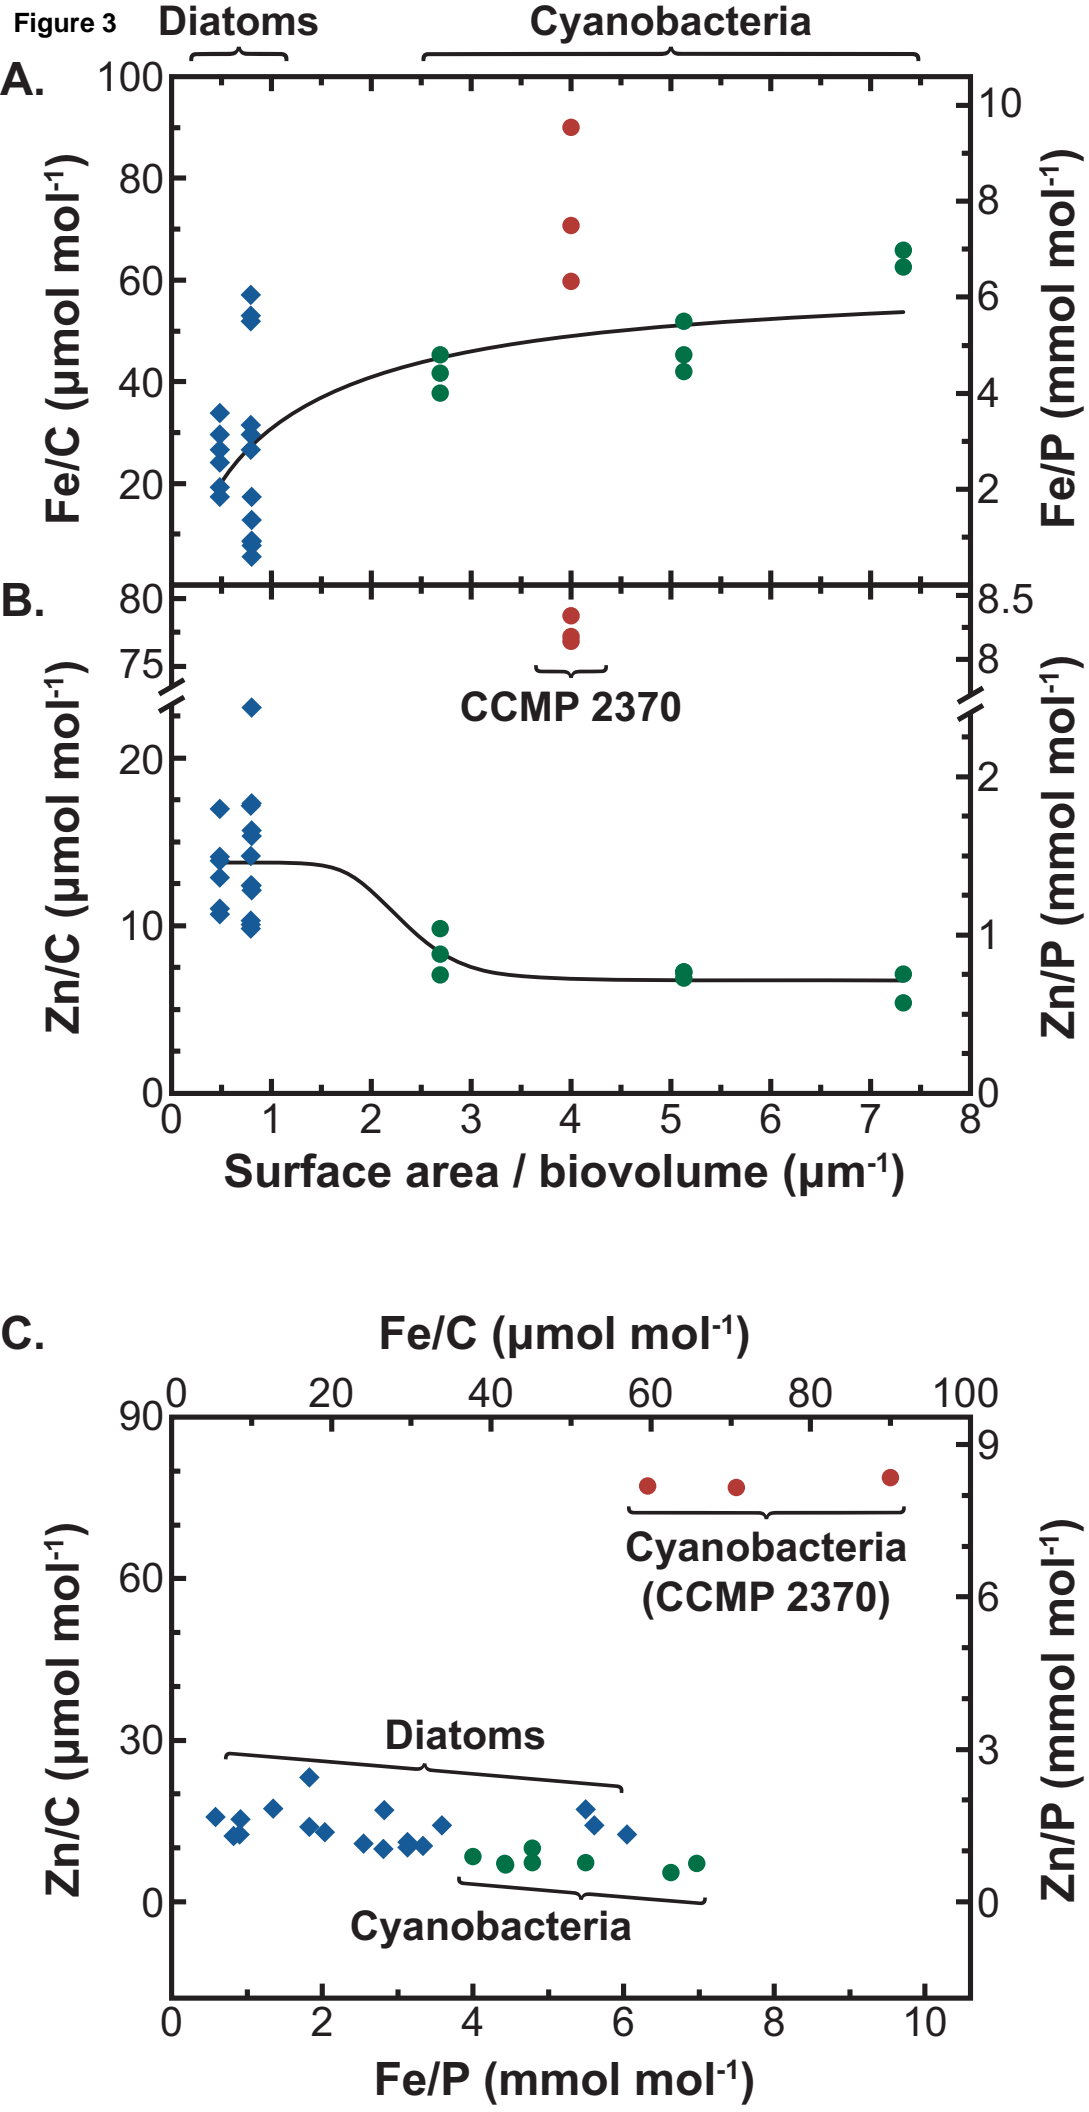 Figure 3
Diatoms
Cyanobacteria
A.
100
80
60
40
20
Fe/C (µmol mol-1)
10
8
6
4
2
Fe/P (mmol mol-1)
B.
80
75
20
10
0
Zn/C (µmol mol-1)
CCMP 2370
8.5
8
2
1
0
Zn/P (mmol mol-1)
0 1 2 3 4 5 6 7 8
Surface area / biovolume (µm-1)
C.
Fe/C (µmol mol-1)
0 20 40 60 80 100
90
60
30
0
Zn/C (µmol mol-1)
Cyanobacteria
(CCMP 2370)
Diatoms
Cyanobacteria
9
6
3
0
Zn/P (mmol mol-1)
0 2 4 6 8 10
Fe/P (mmol mol-1)